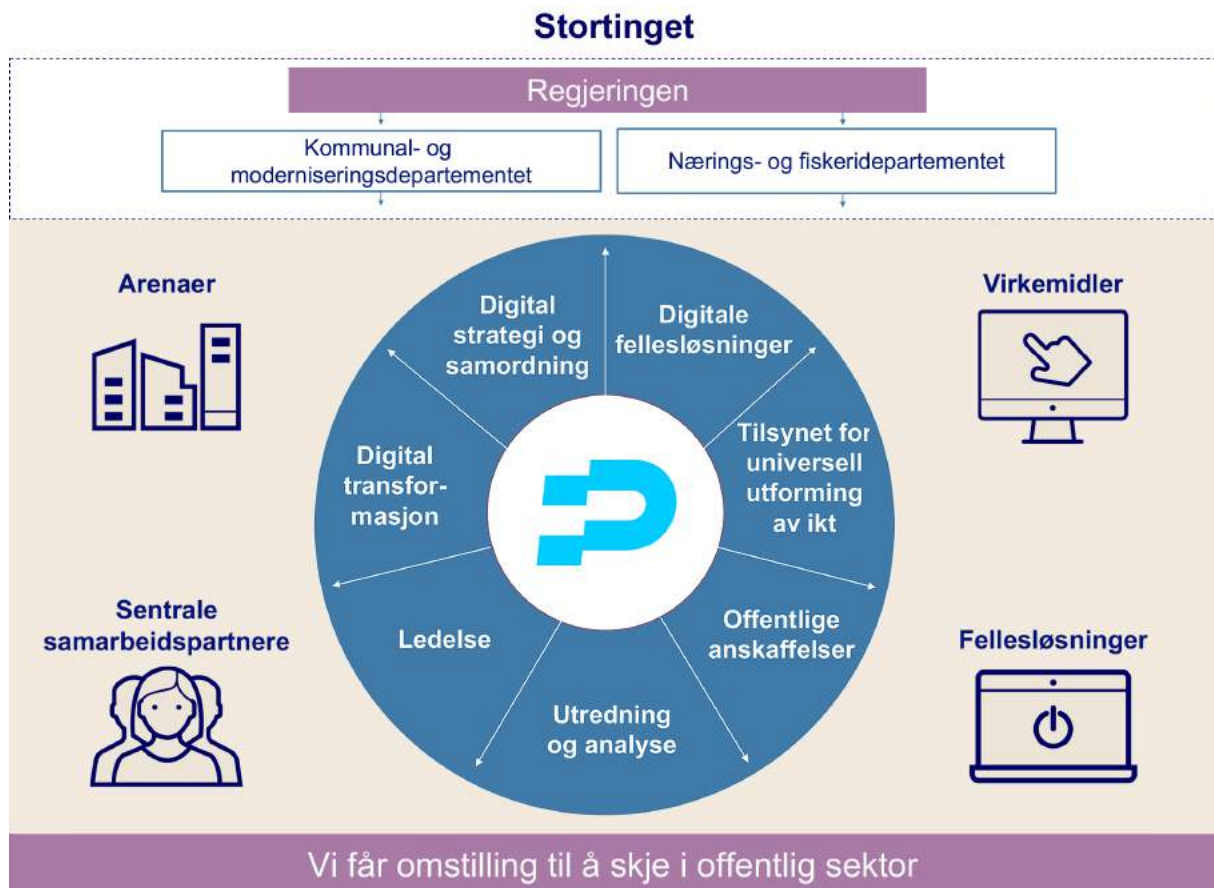 Stortinget
Regjeringen
Kommunal- og
moderniseringsdepartementet
Nærings- og fiskeridepartementet
Arenaer
Virkemidler
Digital
strategi og
samordning
Digitale
fellesløsninger
Digital
transfor-
masjon
Tilsynet for
universell
utforming
av ikt
Sentrale
samarbeidspartnere
Ledelse
Offentlige
anskaffelser
Fellesløsninger
Utredning
og analyse
Vi får omstilling til å skje i offentlig sektor